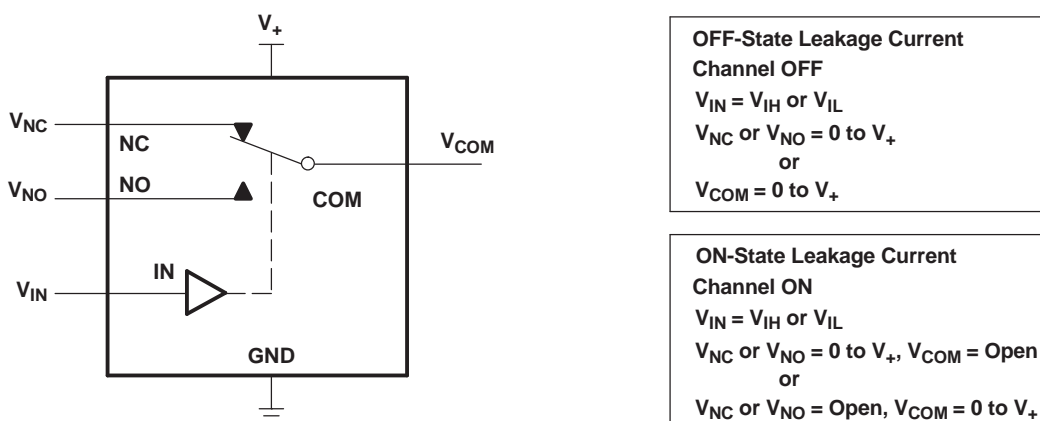 V+
VNC
NC
VCOM
VNO
NO
COM
IN
VIN
GND
OFF-State Leakage Current
Channel OFF
VIN = VIH or VIL
VNC or VNO = 0 to V+
or
VCOM = 0 to V+
ON-State Leakage Current
Channel ON
VIN = VIH or VIL
VNC or VNO = 0 to V+, VCOM = Open
or
VNC or VNO = Open, VCOM = 0 to V+